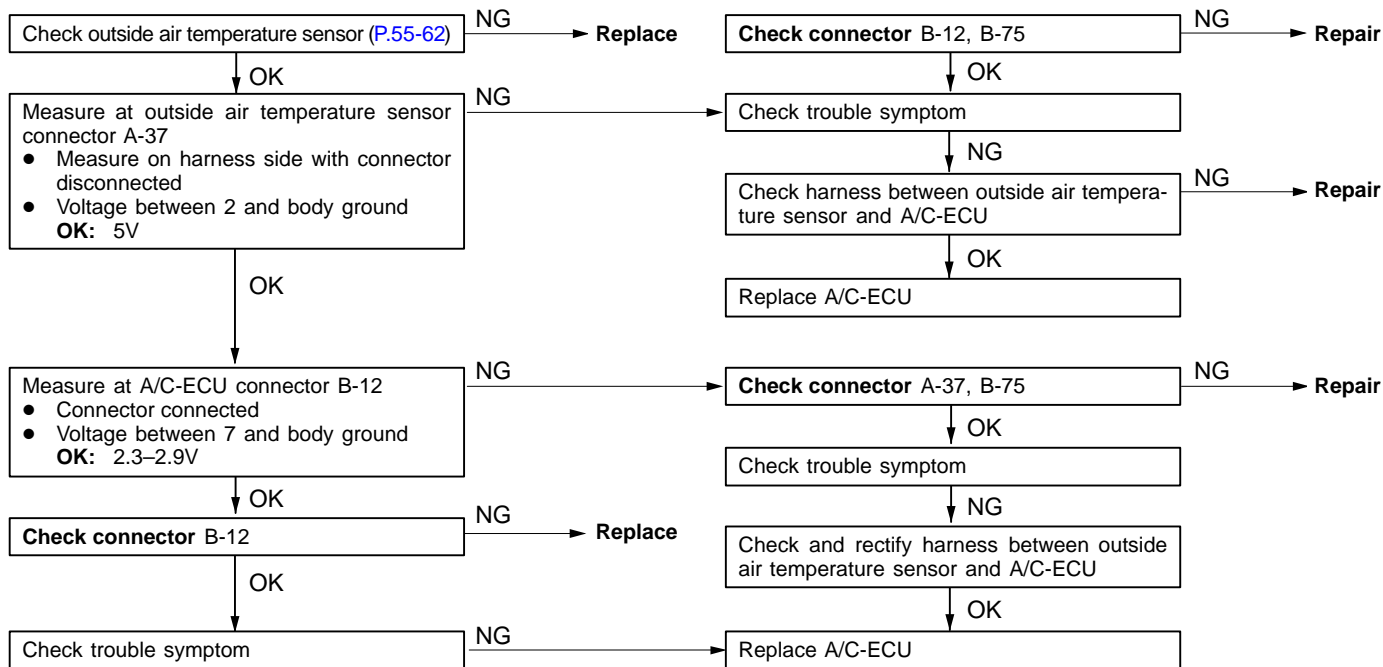 Check outside air temperature sensor (P.55-62)
NG
Replace
OK
Measure at outside air temperature sensor
connector A-37
● Measure on harness side with connector
disconnected
● Voltage between 2 and body ground
OK: 5V
NG
OK
Check connector B-12, B-75
NG
Repair
OK
Check trouble symptom
NG
Check harness between outside air tempera-
ture sensor and A/C-ECU
NG
Repair
OK
Replace A/C-ECU
Measure at A/C-ECU connector B-12
● Connector connected
● Voltage between 7 and body ground
OK: 2.3–2.9V
NG
OK
Check connector B-12
NG
Replace
OK
Check trouble symptom
NG
Check connector A-37, B-75
NG
Repair
OK
Check trouble symptom
NG
Check and rectify harness between outside
air temperature sensor and A/C-ECU
OK
Replace A/C-ECU